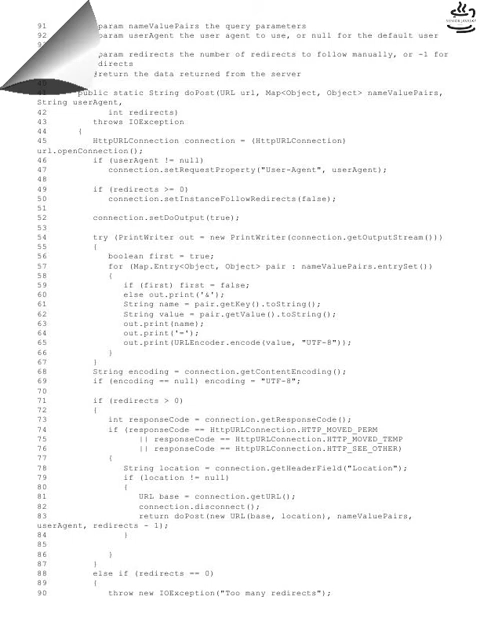 91 param nameValuePairs the query parameters
92 param userAgent the user agent to use, or null for the default user
param redirects the number of redirects to follow manually, or -1 for
directs
return the data returned from the server
public static String doPost(URL url, Map<Object, Object> nameValuePairs,
String userAgent,
42 int redirects)
43 throws IOException
44 {
45 HttpURLConnection connection = (HttpURLConnection)
url.openConnection();
46 if (userAgent != null)
47 connection.setRequestProperty("User-Agent", userAgent);
48
49 if (redirects >= 0)
50 connection.setInstanceFollowRedirects(false);
51
52 connection.setDoOutput(true);
53
54 try (PrintWriter out = new PrintWriter(connection.getOutputStream()))
55 {
56 boolean first = true;
57 for (Map.Entry<Object, Object> pair : nameValuePairs.entrySet())
58 {
59 if (first) first = false;
60 else out.print('&');
61 String name = pair.getKey().toString();
62 String value = pair.getValue().toString();
63 out.print(name);
64 out.print('=');
65 out.print(URLEncoder.encode(value, "UTF-8"));
66 }
67 }
68 String encoding = connection.getContentEncoding();
69 if (encoding == null) encoding = "UTF-8";
70
71 if (redirects > 0)
72 {
73 int responseCode = connection.getResponseCode();
74 if (responseCode == HttpURLConnection.HTTP_MOVED_PERM
75 || responseCode == HttpURLConnection.HTTP_MOVED_TEMP
76 || responseCode == HttpURLConnection.HTTP_SEE_OTHER)
77 {
78 String location = connection.getHeaderField("Location");
79 if (location != null)
80 {
81 URL base = connection.getURL();
82 connection.disconnect();
83 return doPost(new URL(base, location), nameValuePairs,
userAgent, redirects - 1);
84 }
85
86 }
87 }
88 else if (redirects == 0)
89 {
90 throw new IOException("Too many redirects");